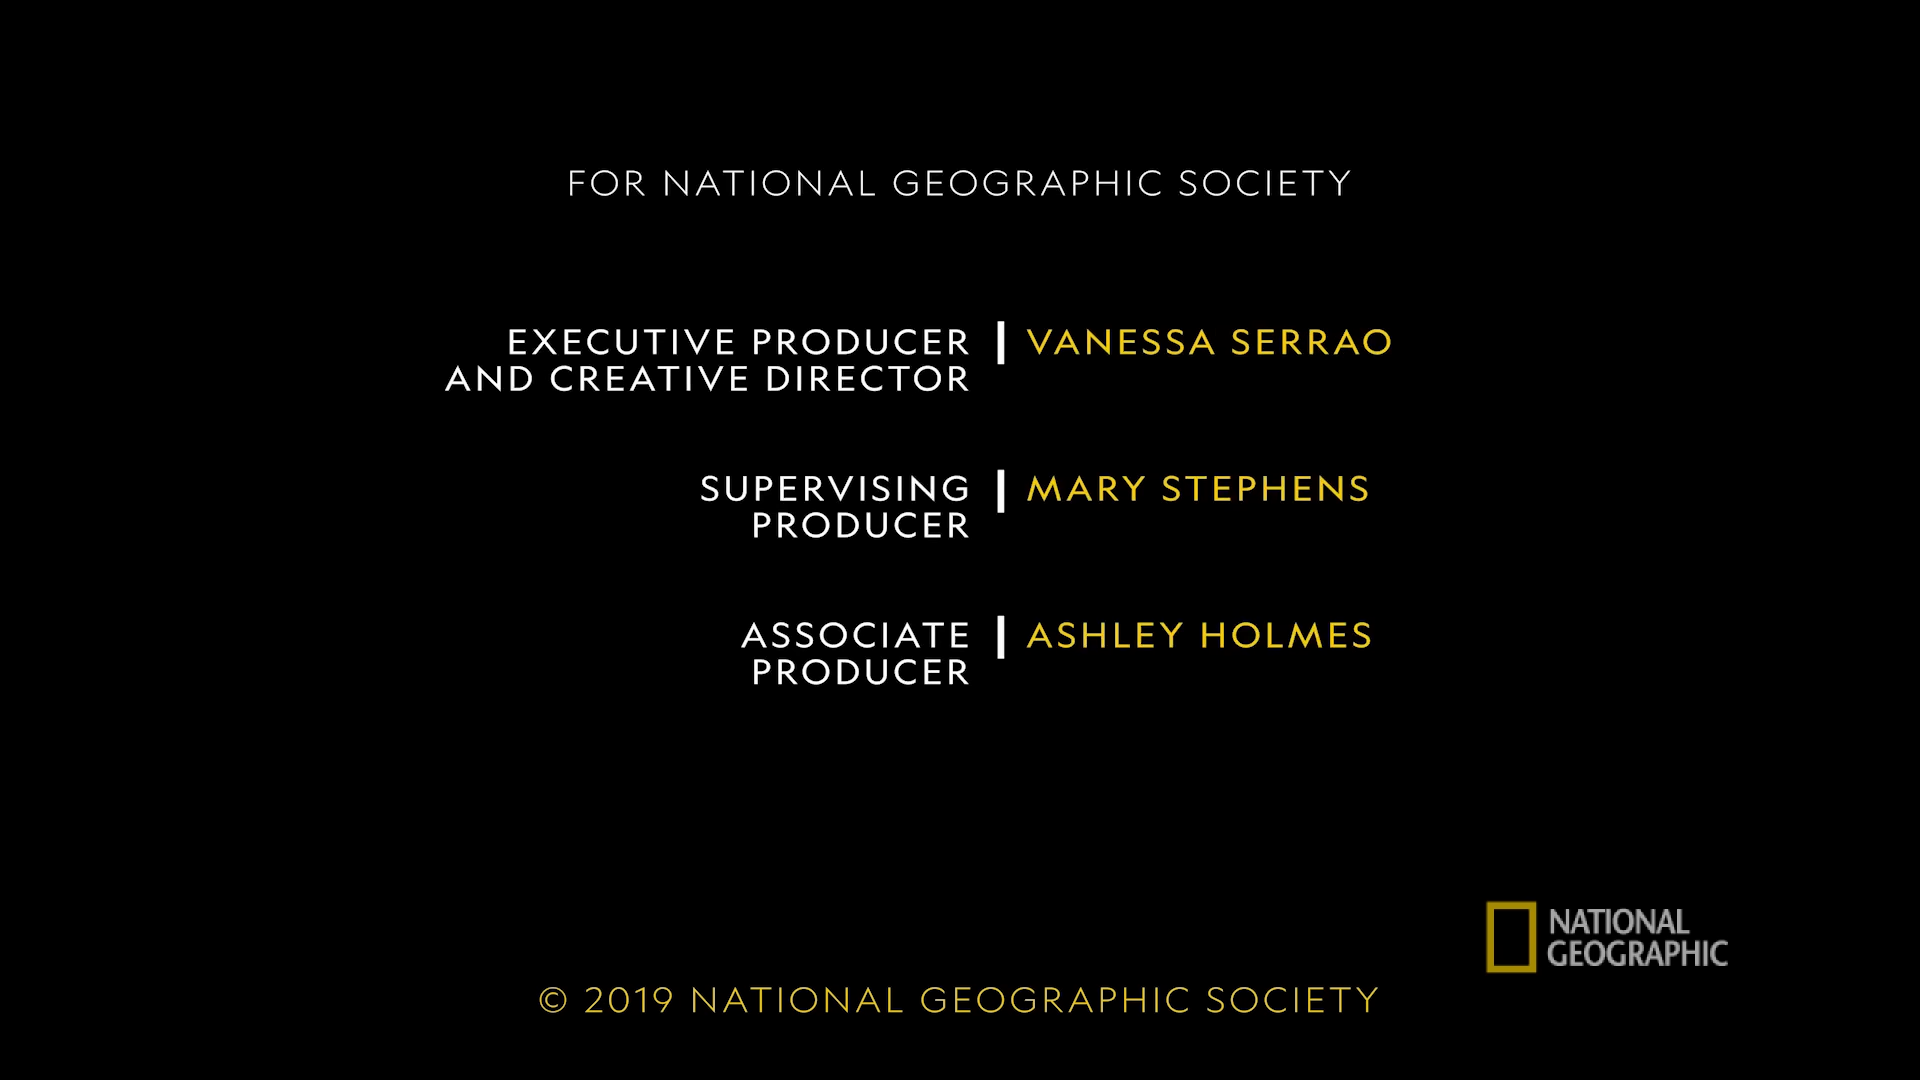 FOR NATIONAL GEOGRAPHIC SOCIETY
EXECUTIVE PRODUCER | VANESSA SERRAO
AND CREATIVE DIRECTOR
SUPERVISING | MARY STEPHENS
PRODUCER
ASSOCIATE | ASHLEY HOLMES
PRODUCER
NATIONAL
GEOGRAPHIC
© 2019 NATIONAL GEOGRAPHIC SOCIETY